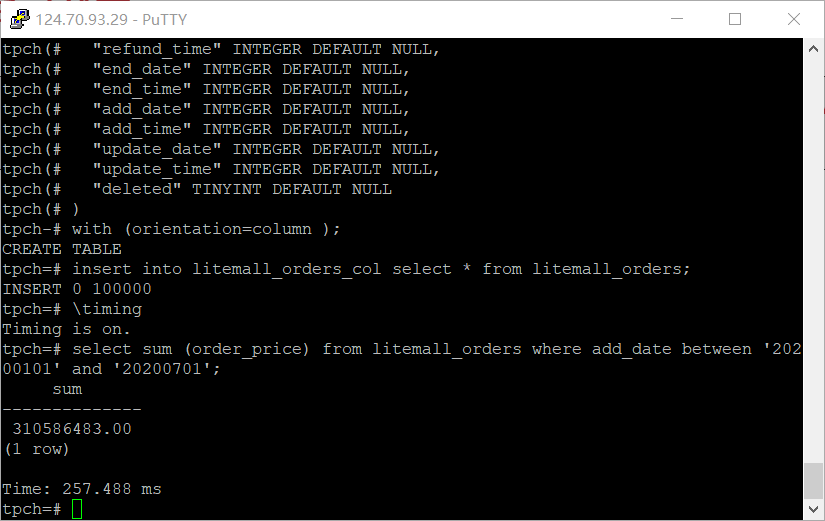 124.70.93.29 - PuTTY
tpch(#   "refund_time" INTEGER DEFAULT NULL,
tpch(#   "end_date" INTEGER DEFAULT NULL,
tpch(#   "end_time" INTEGER DEFAULT NULL,
tpch(#   "add_date" INTEGER DEFAULT NULL,
tpch(#   "add_time" INTEGER DEFAULT NULL,
tpch(#   "update_date" INTEGER DEFAULT NULL,
tpch(#   "update_time" INTEGER DEFAULT NULL,
tpch(#   "deleted" TINYINT DEFAULT NULL
tpch(# )
tpch-# with (orientation=column );
CREATE TABLE
tpch=# insert into litemall_orders_col select * from litemall_orders;
INSERT 0 100000
tpch=# \timing
Timing is on.
tpch=# select sum (order_price) from litemall_orders where add_date between '202
00101' and '20200701';
     sum
--------------
 310586483.00
(1 row)

Time: 257.488 ms
tpch=#